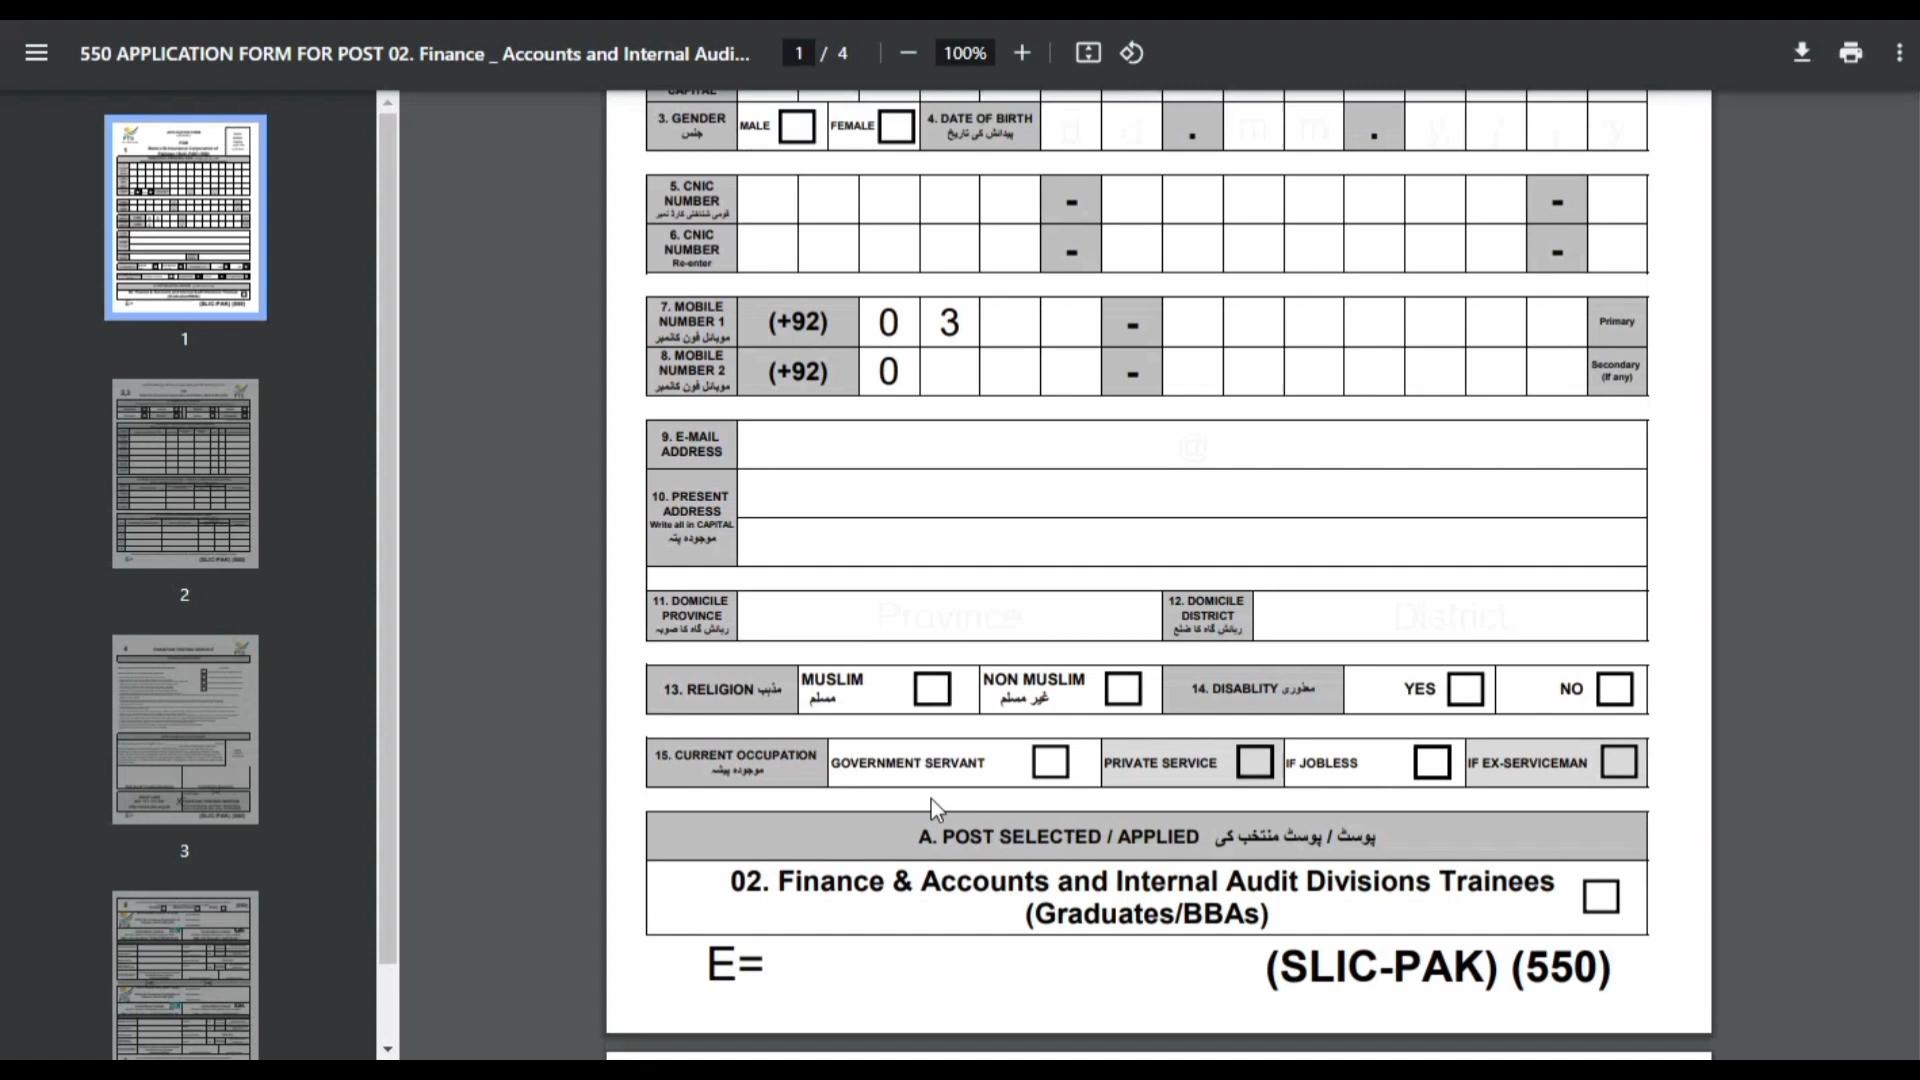 550 APPLICATION FORM FOR POST 02. Finance _ Accounts and Internal Audi...
1 / 4
100%
1
2
3
CAPITAL
3. GENDER
جنس
MALE
FEMALE
4. DATE OF BIRTH
پیدائش کی تاریخ
d d . m m . y y y y
5. CNIC
NUMBER
قومی شناختی کارڈ نمبر
- -
6. CNIC
NUMBER
Re-enter
- -
7. MOBILE
NUMBER 1
موبائل فون کانمبر
(+92) 0 3 -
Primary
8. MOBILE
NUMBER 2
موبائل فون کانمبر
(+92) 0 -
Secondary
(If any)
9. E-MAIL
ADDRESS
@
10. PRESENT
ADDRESS
Write all in CAPITAL
موجودہ پتہ
11. DOMICILE
PROVINCE
رہائش گاہ کا صوبہ
Province
12. DOMICILE
DISTRICT
رہائش گاہ کا ضلع
District
13. RELIGION مذہب
MUSLIM
مسلم
NON MUSLIM
غیر مسلم
14. DISABLITY معذوری
YES
NO
15. CURRENT OCCUPATION
موجودہ پیشہ
GOVERNMENT SERVANT
PRIVATE SERVICE
IF JOBLESS
IF EX-SERVICEMAN
A. POST SELECTED / APPLIED پوسٹ / پوسٹ منتخب کی
02. Finance & Accounts and Internal Audit Divisions Trainees
(Graduates/BBAs)
E=
(SLIC-PAK) (550)